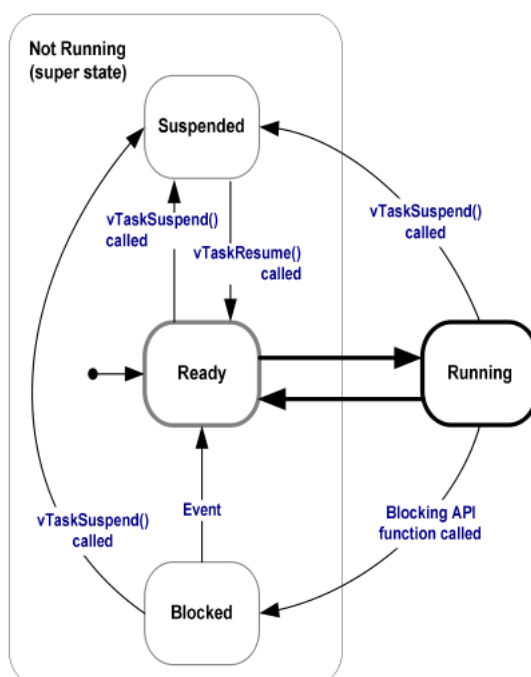 Not Running
(super state)
Suspended
vTaskSuspend()
called
vTaskResume()
called
vTaskSuspend()
called
Ready
Running
Event
vTaskSuspend()
called
Blocking API
function called
Blocked